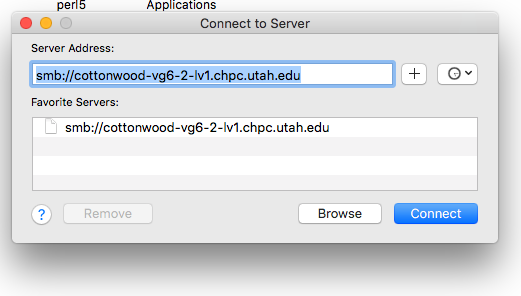 perl5 Applications
Connect to Server
Server Address:
smb://cottonwood-vg6-2-lv1.chpc.utah.edu
+
Favorite Servers:
smb://cottonwood-vg6-2-lv1.chpc.utah.edu
? Remove Browse Connect